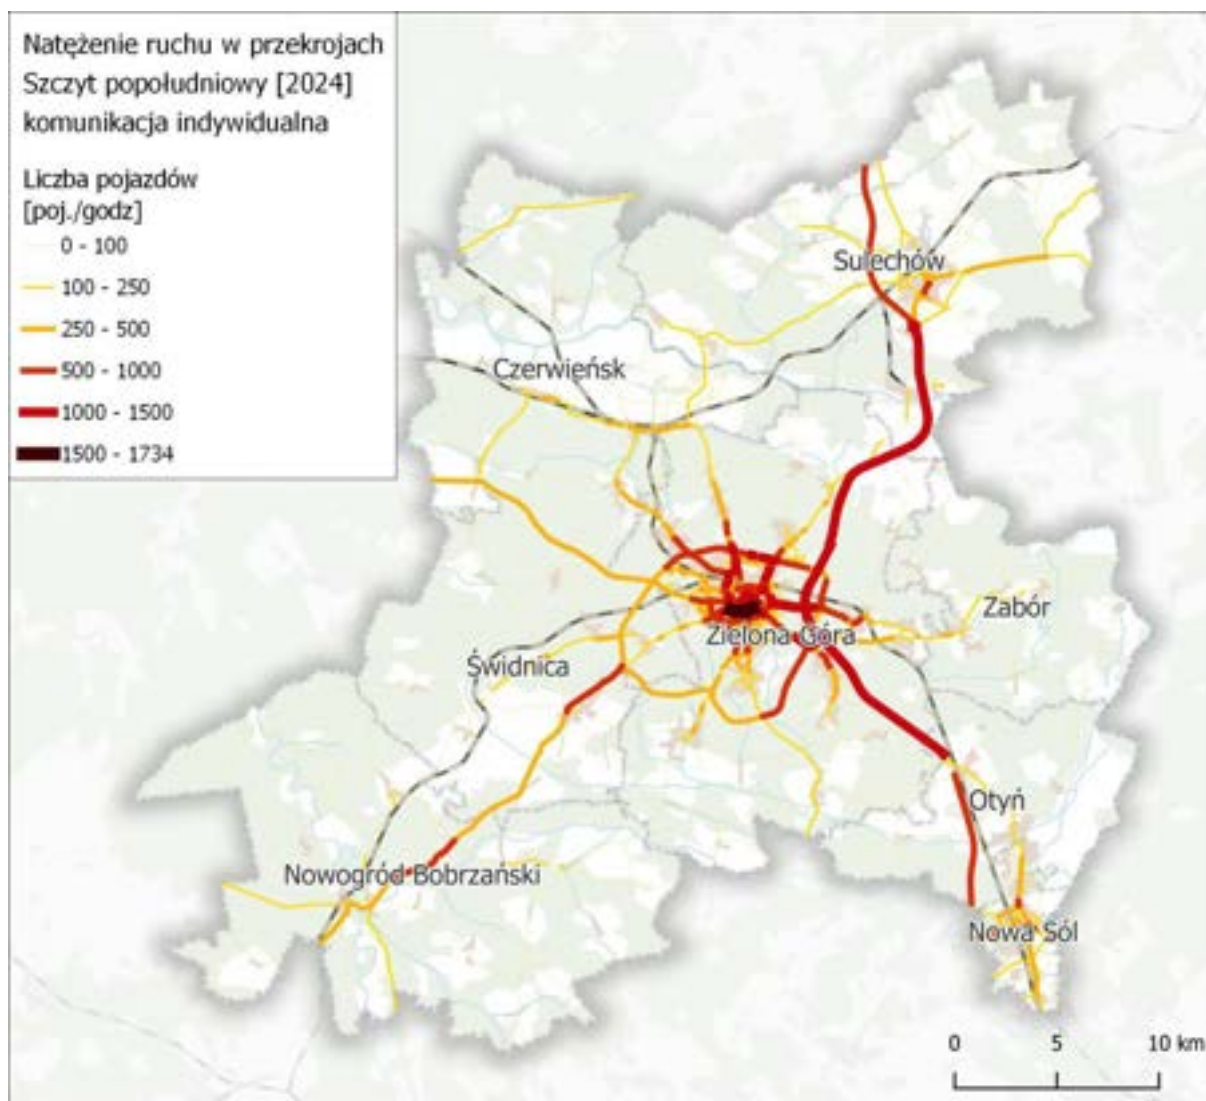 Natężenie ruchu w przekrojach
Szczyt popołudniowy [2024]
komunikacja indywidualna
Liczba pojazdów
[poj./godz]
0 - 100
100 - 250
250 - 500
500 - 1000
1000 - 1500
1500 - 1734
Sulechów
Czerwieńsk
Zabór
Zielona Góra
Świdnica
Otyń
Nowogród Bobrzański
Nowa Sól
0 5 10 km